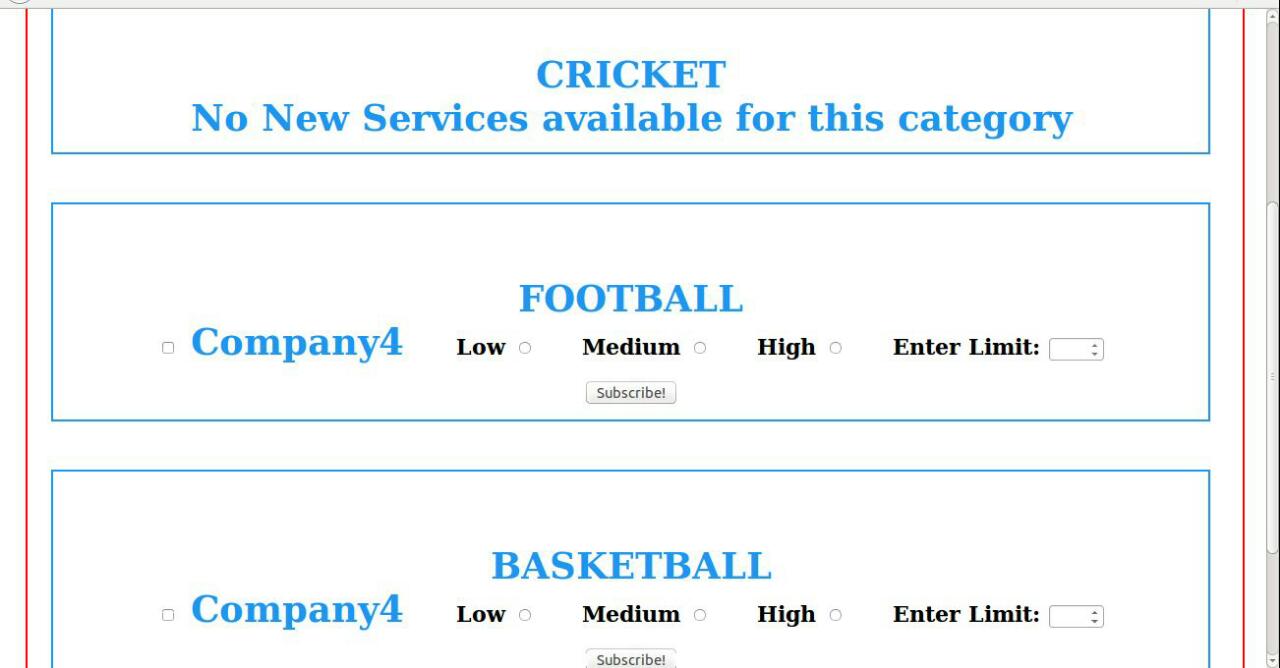 CRICKET
No New Services available for this category
FOOTBALL
Company4 Low Medium High Enter Limit:
Subscribe!
BASKETBALL
Company4 Low Medium High Enter Limit:
Subscribe!